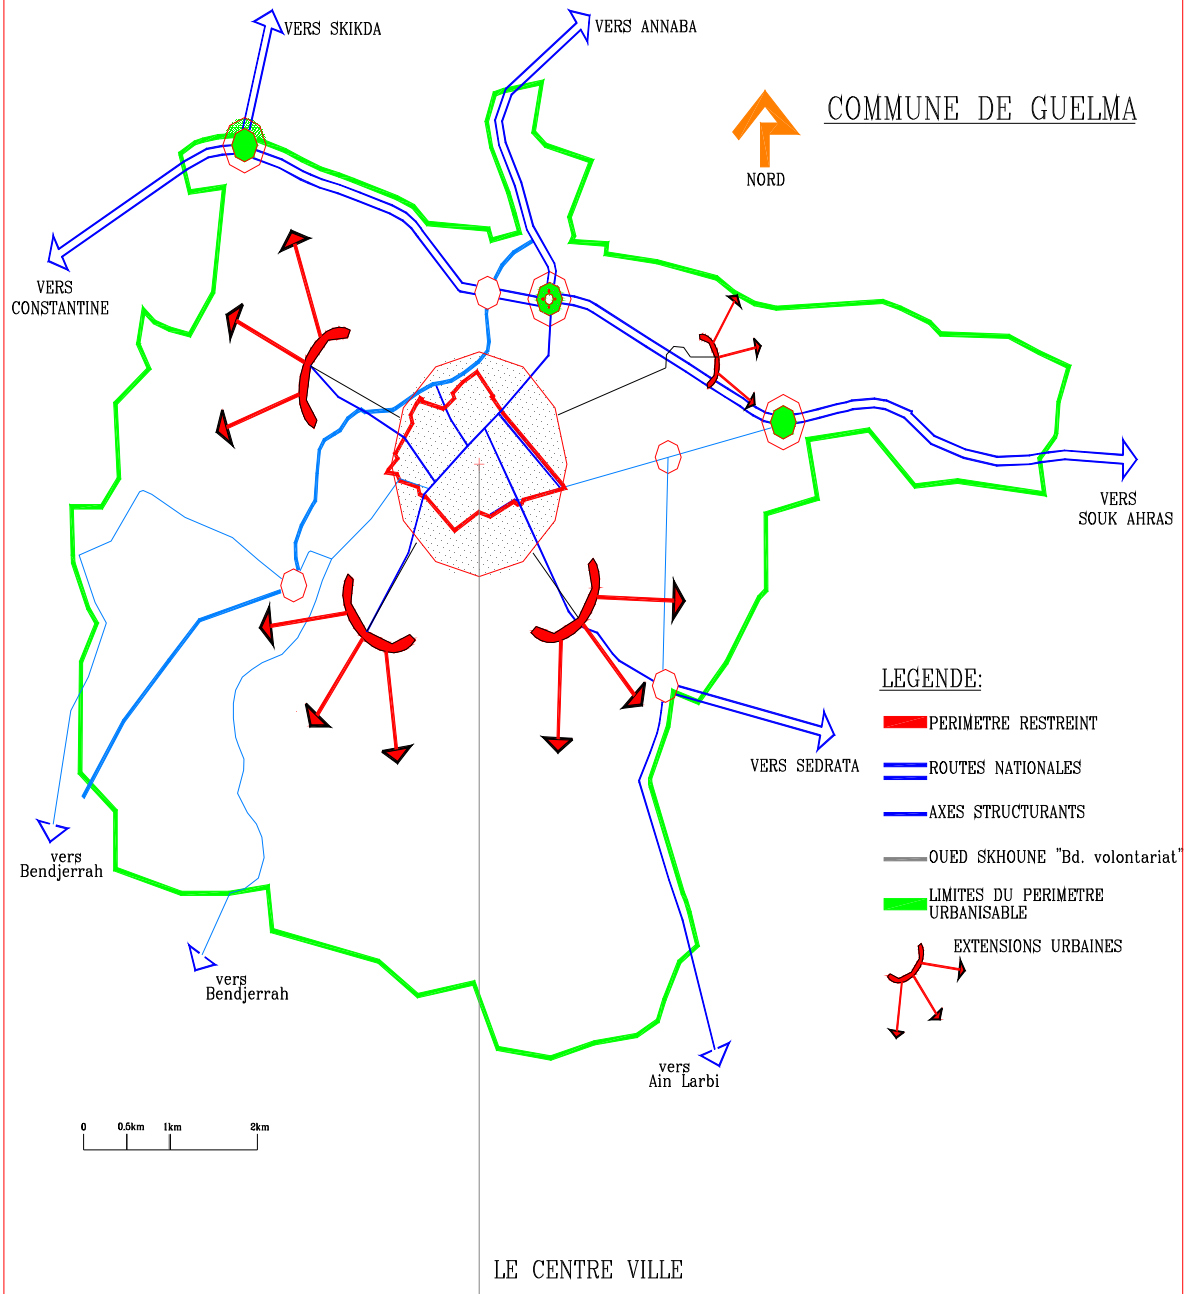 VERS SKIKDA
VERS ANNABA
COMMUNE DE GUELMA
NORD
VERS
CONSTANTINE
VERS
SOUK AHRAS
LEGENDE:
PERIMETRE RESTREINT
ROUTES NATIONALES
VERS SEDRATA
AXES STRUCTURANTS
OUED SKHOUNE "Bd. volontariat"
vers
Bendjerrah
LIMITES DU PERIMETRE
URBANISABLE
EXTENSIONS URBAINES
vers
Bendjerrah
vers
Ain Larbi
0 0.5km 1km 2km
LE CENTRE VILLE